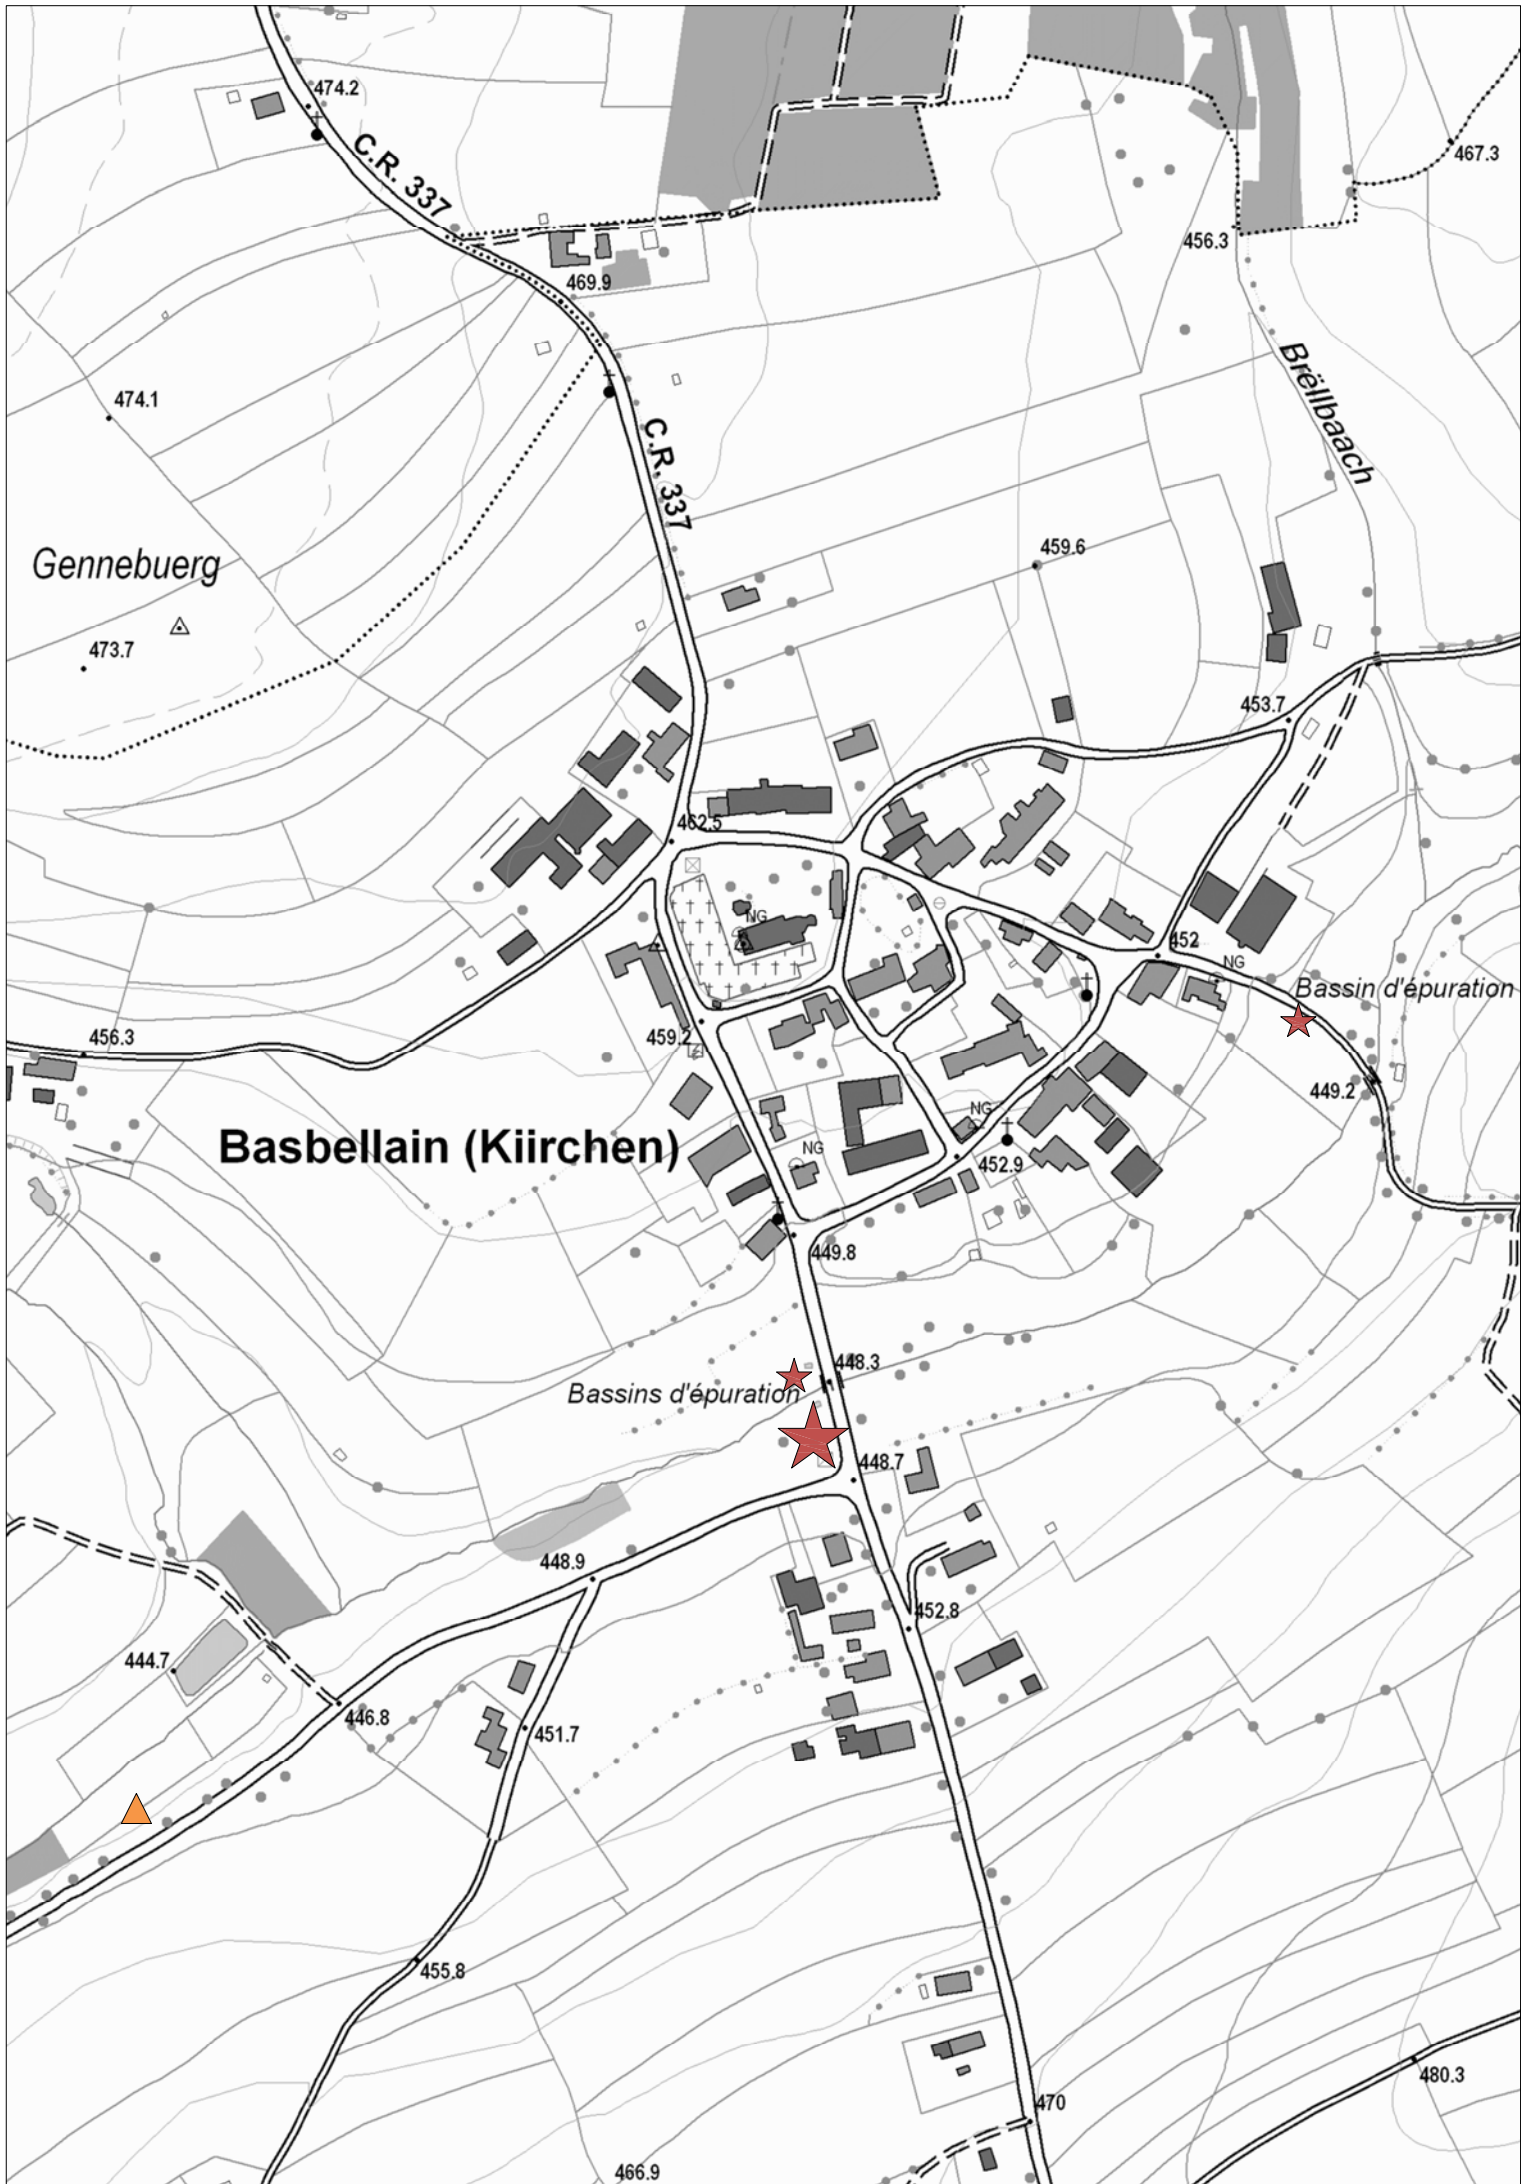 474.2
C.R. 337
467.3
456.3
469.9
Brëllbaach
474.1
C.R. 337
459.6
Gennebuerg
473.7
453.7
462.5
NG
452
NG
Bassin d'épuration
456.3
459.2
449.2
NG
Basbellain (Kiirchen)
NG
452.9
449.8
448.3
Bassins d'épuration
448.7
448.9
452.8
444.7
446.8
451.7
455.8
480.3
470
466.9